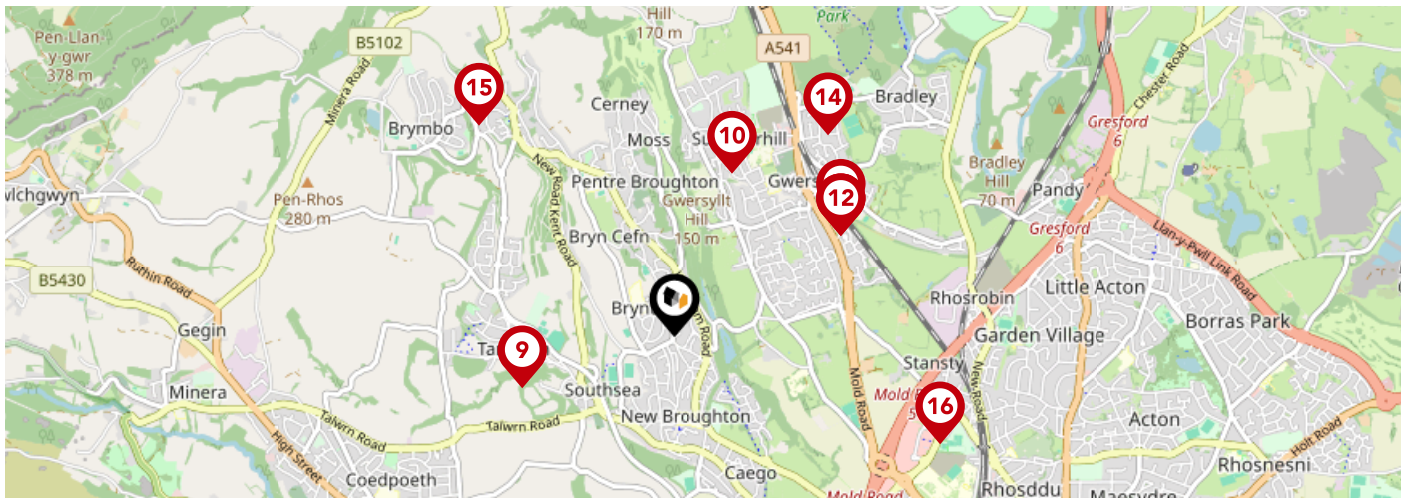 Pen-Llan-
y-gwr
378 m
B5102
Minera Road
15
Brymbo
Hill
170 m
Cerney
Moss
10
A541
Park
14
Bradley
Chester Road
Gresford
6
Bradley
Hill
70 m
Pandy
Gresford
6
Llan-y-Pwll Link Road
Pen-Rhos
280 m
New Road
Kent Road
Pentre Broughton
Gwersyllt
Hill
150 m
12
Bryn Cefn
B5430
Ruthin Road
Gegin
Minera
9
Southsea
New Broughton
Talwrn Road
Talwrn Road
High Street
Coedpoeth
Caego
Rhosrobin
Little Acton
Garden Village
Borras Park
Stansty
Mold Road
New Road
16
Acton
Holt Road
Rhosnesni
Rhosddu
Maesydre
Mold Road